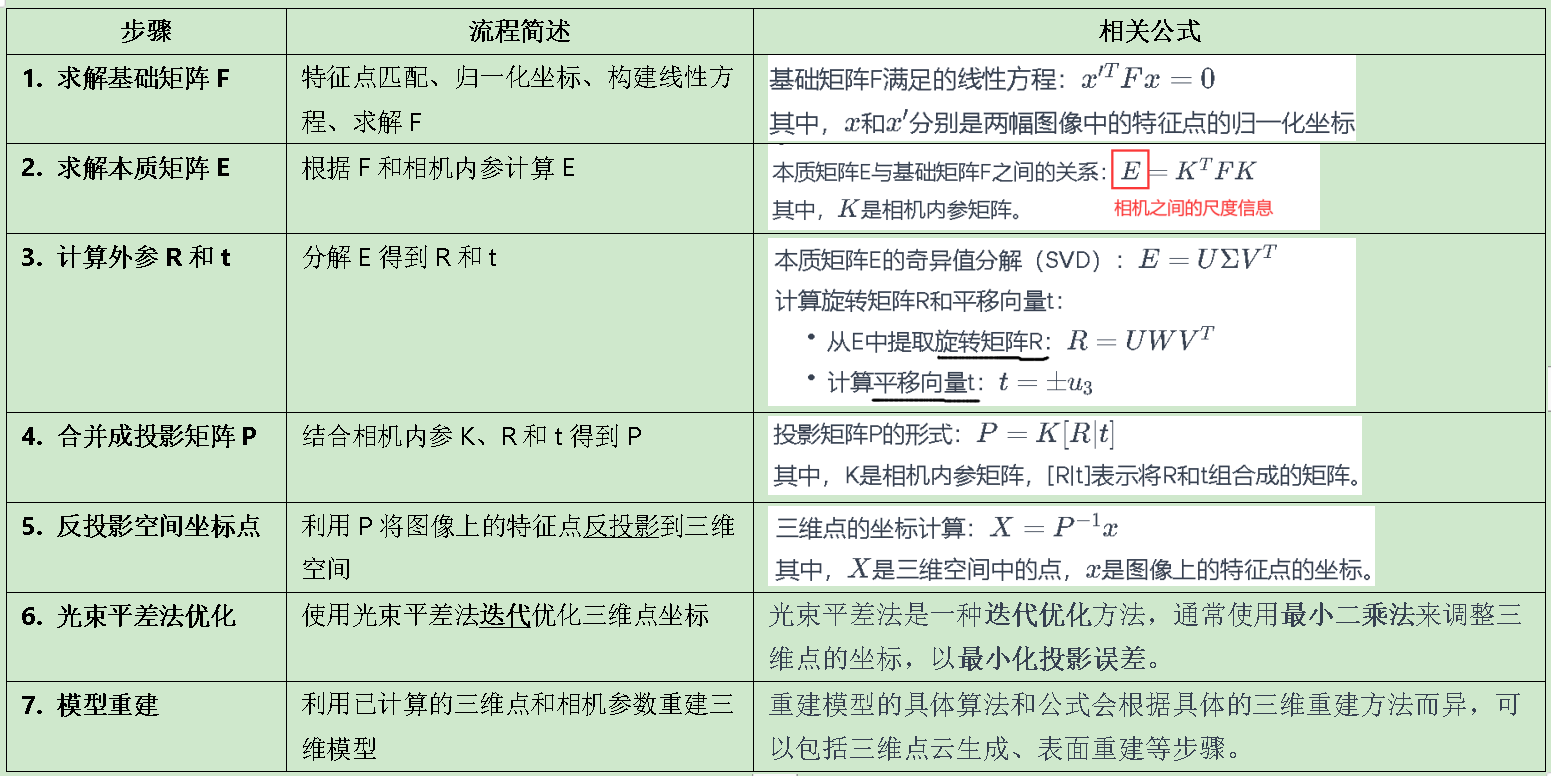 步骤
流程简述
相关公式
1. 求解基础矩阵 F
特征点匹配、归一化坐标、构建线性方
程、求解 F
基础矩阵F满足的线性方程：x′ᵀFx = 0
其中，x和x′分别是两幅图像中的特征点的归一化坐标
2. 求解本质矩阵 E
根据 F 和相机内参计算 E
本质矩阵E与基础矩阵F之间的关系：E = KᵀFK
其中，K是相机内参矩阵。
相机之间的尺度信息
3. 计算外参 R 和 t
分解 E 得到 R 和 t
本质矩阵E的奇异值分解（SVD）：E = UΣVᵀ
计算旋转矩阵R和平移向量t：
• 从E中提取旋转矩阵R：R = UWVᵀ
• 计算平移向量t：t = ±u₃
4. 合并成投影矩阵 P
结合相机内参 K、R 和 t 得到 P
投影矩阵P的形式：P = K[R|t]
其中，K是相机内参矩阵，[R|t]表示将R和t组合成的矩阵。
5. 反投影空间坐标点
利用 P 将图像上的特征点反投影到三维
空间
三维点的坐标计算：X = P⁻¹x
其中，X是三维空间中的点，x是图像上的特征点的坐标。
6. 光束平差法优化
使用光束平差法迭代优化三维点坐标
光束平差法是一种迭代优化方法，通常使用最小二乘法来调整三
维点的坐标，以最小化投影误差。
7. 模型重建
利用已计算的三维点和相机参数重建三
维模型
重建模型的具体算法和公式会根据具体的三维重建方法而异，可
以包括三维点云生成、表面重建等步骤。